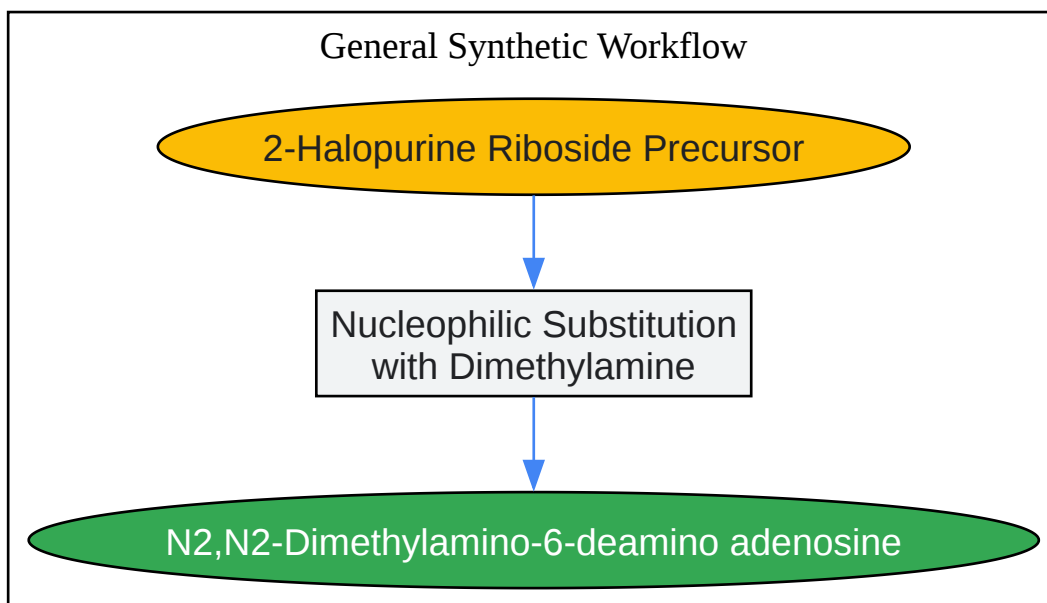 General Synthetic Workflow
2-Halopurine Riboside Precursor
Nucleophilic Substitution
with Dimethylamine
N2,N2-Dimethylamino-6-deamino adenosine